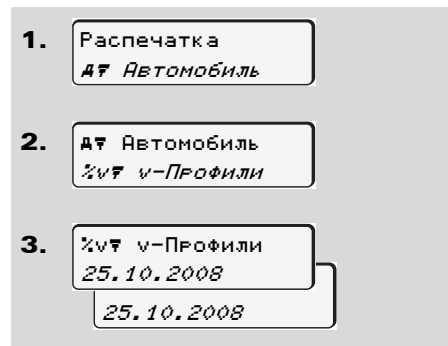 1. Распечатка
A▼ Автомобиль
2. A▼ Автомобиль
%v▼ v-Профили
3. %v▼ v-Профили
25.10.2008
25.10.2008